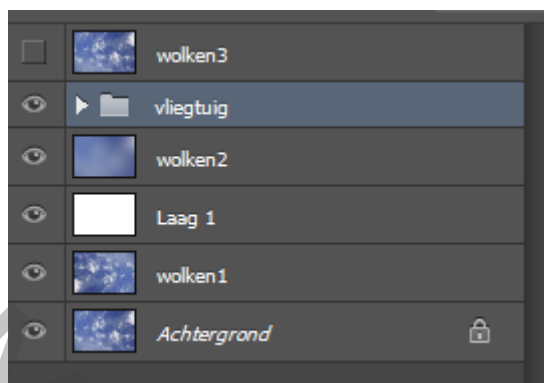 wolken3
vliegtuig
wolken2
Laag 1
wolken1
Achtergrond